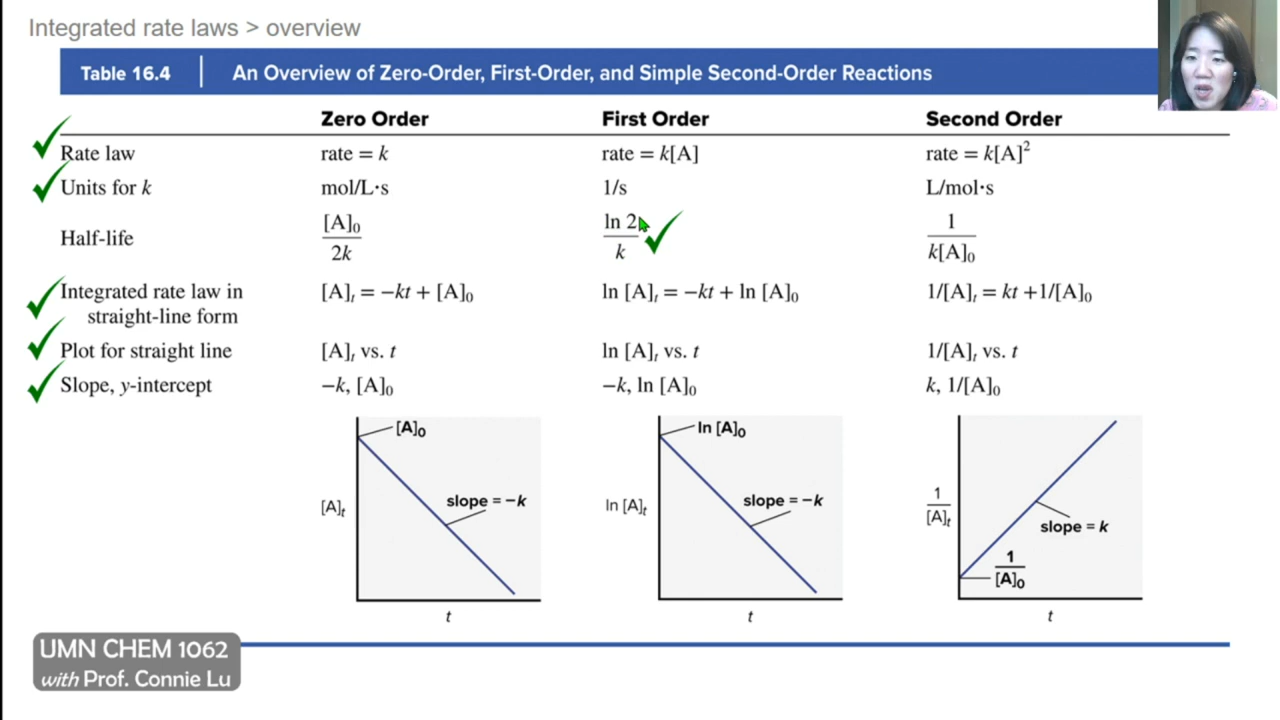 Integrated rate laws > overview
Table 16.4 An Overview of Zero-Order, First-Order, and Simple Second-Order Reactions
Zero Order First Order Second Order
Rate law rate = k rate = k[A] rate = k[A]²
Units for k mol/L·s 1/s L/mol·s
Half-life [A]₀/2k ln 2/k 1/k[A]₀
Integrated rate law in [A]ₜ = −kt + [A]₀ ln [A]ₜ = −kt + ln [A]₀ 1/[A]ₜ = kt +1/[A]₀
straight-line form
Plot for straight line [A]ₜ vs. t ln [A]ₜ vs. t 1/[A]ₜ vs. t
Slope, y-intercept −k, [A]₀ −k, ln [A]₀ k, 1/[A]₀
[A]₀
[A]ₜ
slope = −k
t
ln [A]₀
ln [A]ₜ
slope = −k
t
1/[A]ₜ
slope = k
1/[A]₀
t
UMN CHEM 1062
with Prof. Connie Lu